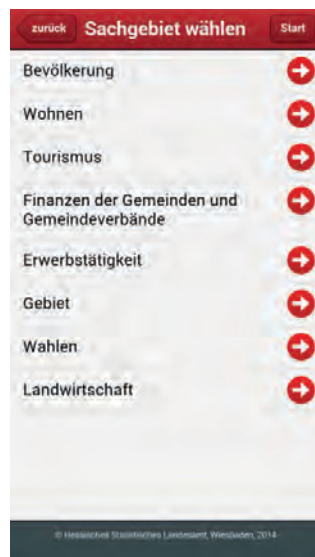 zurück Sachgebiet wählen Start
Bevölkerung
Wohnen
Tourismus
Finanzen der Gemeinden und
Gemeindeverbände
Erwerbstätigkeit
Gebiet
Wahlen
Landwirtschaft
© Hessisches Statistisches Landesamt, Wiesbaden, 2014